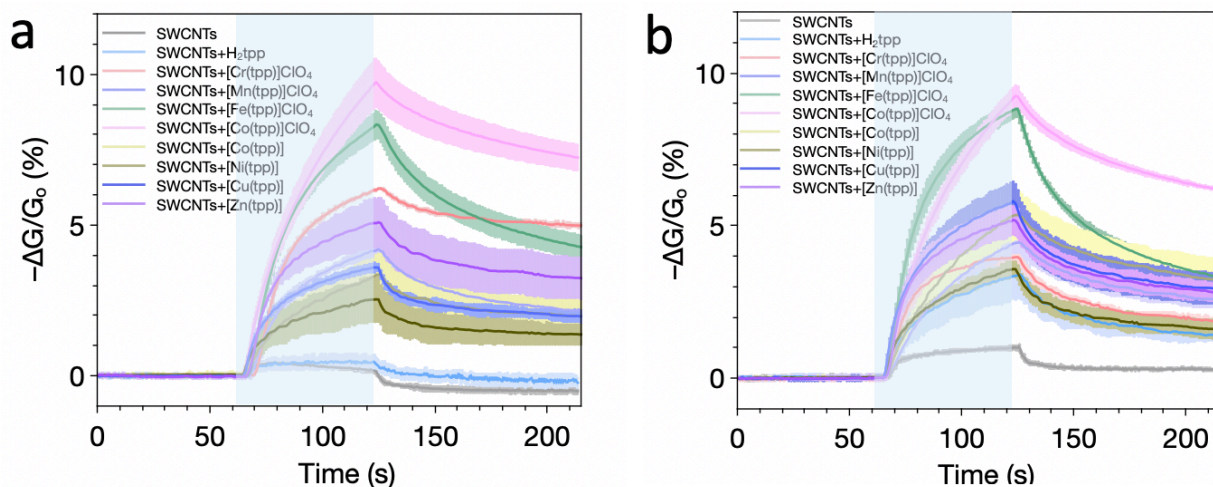 a
−ΔG/Gₒ (%)
10
5
0
SWCNTs
SWCNTs+H₂tpp
SWCNTs+[Cr(tpp)]ClO₄
SWCNTs+[Mn(tpp)]ClO₄
SWCNTs+[Fe(tpp)]ClO₄
SWCNTs+[Co(tpp)]ClO₄
SWCNTs+[Co(tpp)]
SWCNTs+[Ni(tpp)]
SWCNTs+[Cu(tpp)]
SWCNTs+[Zn(tpp)]
0 50 100 150 200
Time (s)
b
−ΔG/Gₒ (%)
10
5
0
SWCNTs
SWCNTs+H₂tpp
SWCNTs+[Cr(tpp)]ClO₄
SWCNTs+[Mn(tpp)]ClO₄
SWCNTs+[Fe(tpp)]ClO₄
SWCNTs+[Co(tpp)]ClO₄
SWCNTs+[Co(tpp)]
SWCNTs+[Ni(tpp)]
SWCNTs+[Cu(tpp)]
SWCNTs+[Zn(tpp)]
0 50 100 150 200
Time (s)